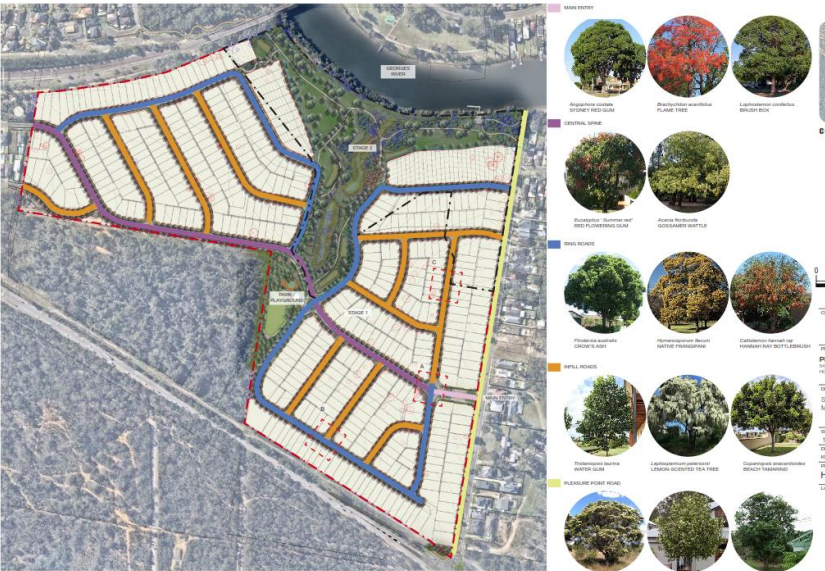 GEORGES
RIVER
STAGE 2
PARK /
PLAYGROUND
STAGE 1
C
A
B
MAIN ENTRY
MAIN ENTRY
Angophora costata
SYDNEY RED GUM
Brachychiton acerifolius
FLAME TREE
Lophostemon confertus
BRUSH BOX
CENTRAL SPINE
Eucalyptus ' Summer red'
RED FLOWERING GUM
Acacia floribunda
GOSSAMER WATTLE
RING ROADS
Flindersia australis
CROW'S ASH
Hymenosporum flavum
NATIVE FRANGIPANI
Callistemon hannah ray
HANNAH RAY BOTTLEBRUSH
INFILL ROADS
Tristaniopsis laurina
WATER GUM
Leptospermum petersonii
LEMON-SCENTED TEA TREE
Cupaniopsis anacardioides
BEACH TAMARIND
PLEASURE POINT ROAD
C
0